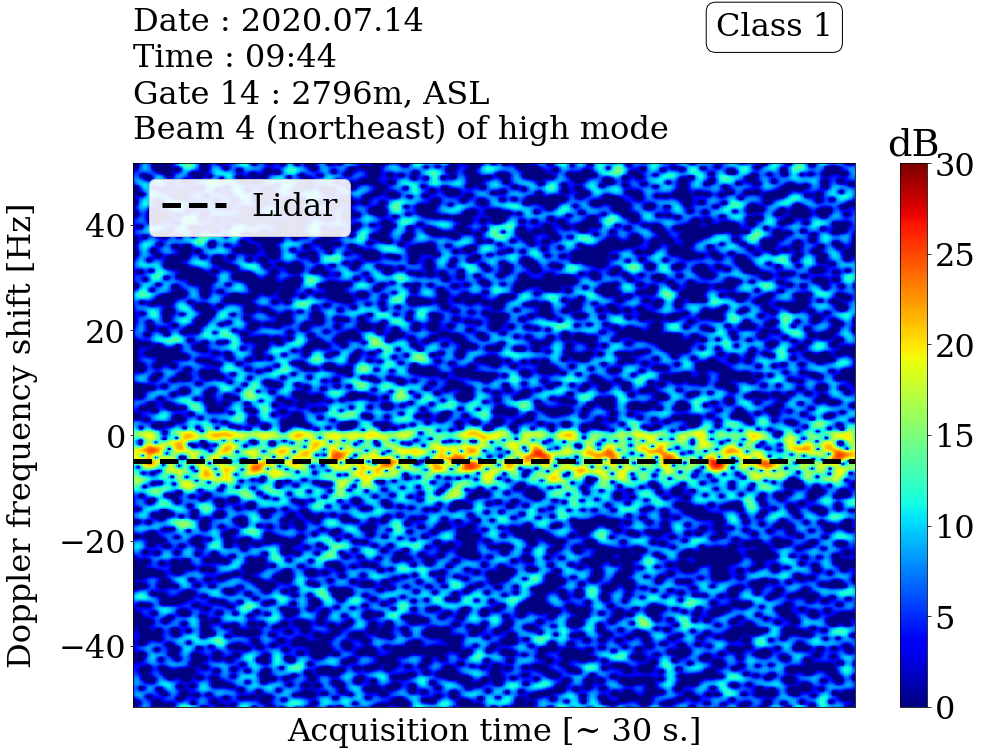 Date : 2020.07.14
Time : 09:44
Gate 14 : 2796m, ASL
Beam 4 (northeast) of high mode
Class 1
dB
Lidar
Doppler frequency shift [Hz]
40
20
0
−20
−40
30
25
20
15
10
5
0
Acquisition time [~ 30 s.]